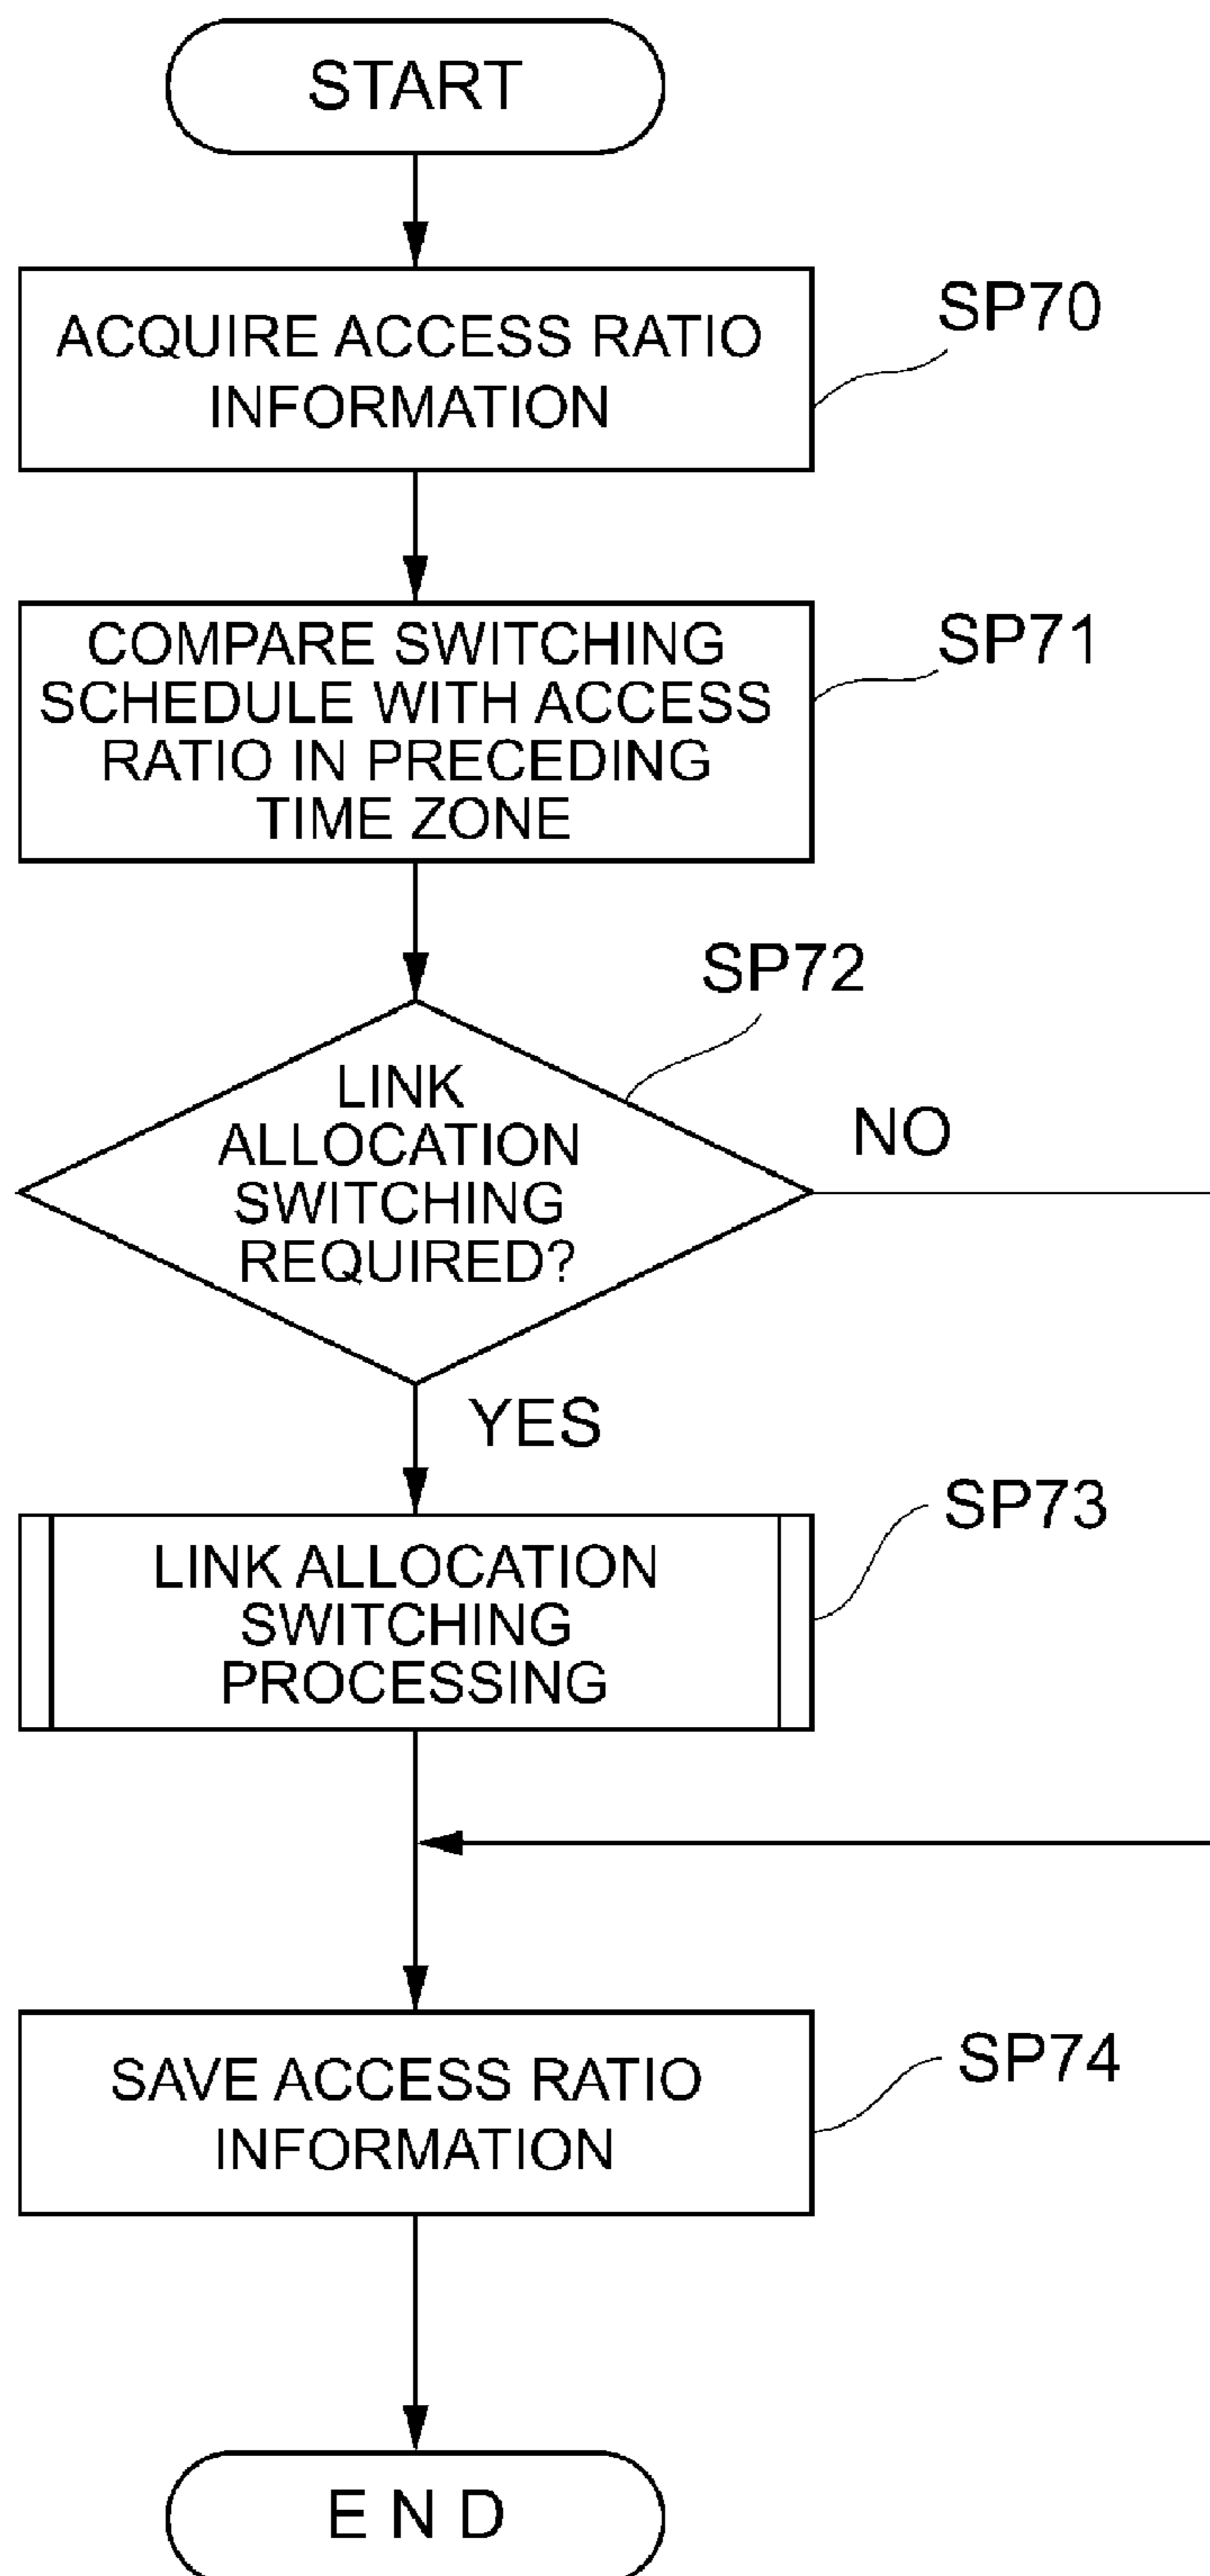 START
ACQUIRE ACCESS RATIO
INFORMATION
SP70
COMPARE SWITCHING
SCHEDULE WITH ACCESS
RATIO IN PRECEDING
TIME ZONE
SP71
SP72
LINK
ALLOCATION
SWITCHING
REQUIRED?
NO
YES
LINK ALLOCATION
SWITCHING
PROCESSING
SP73
SAVE ACCESS RATIO
INFORMATION
SP74
E N D